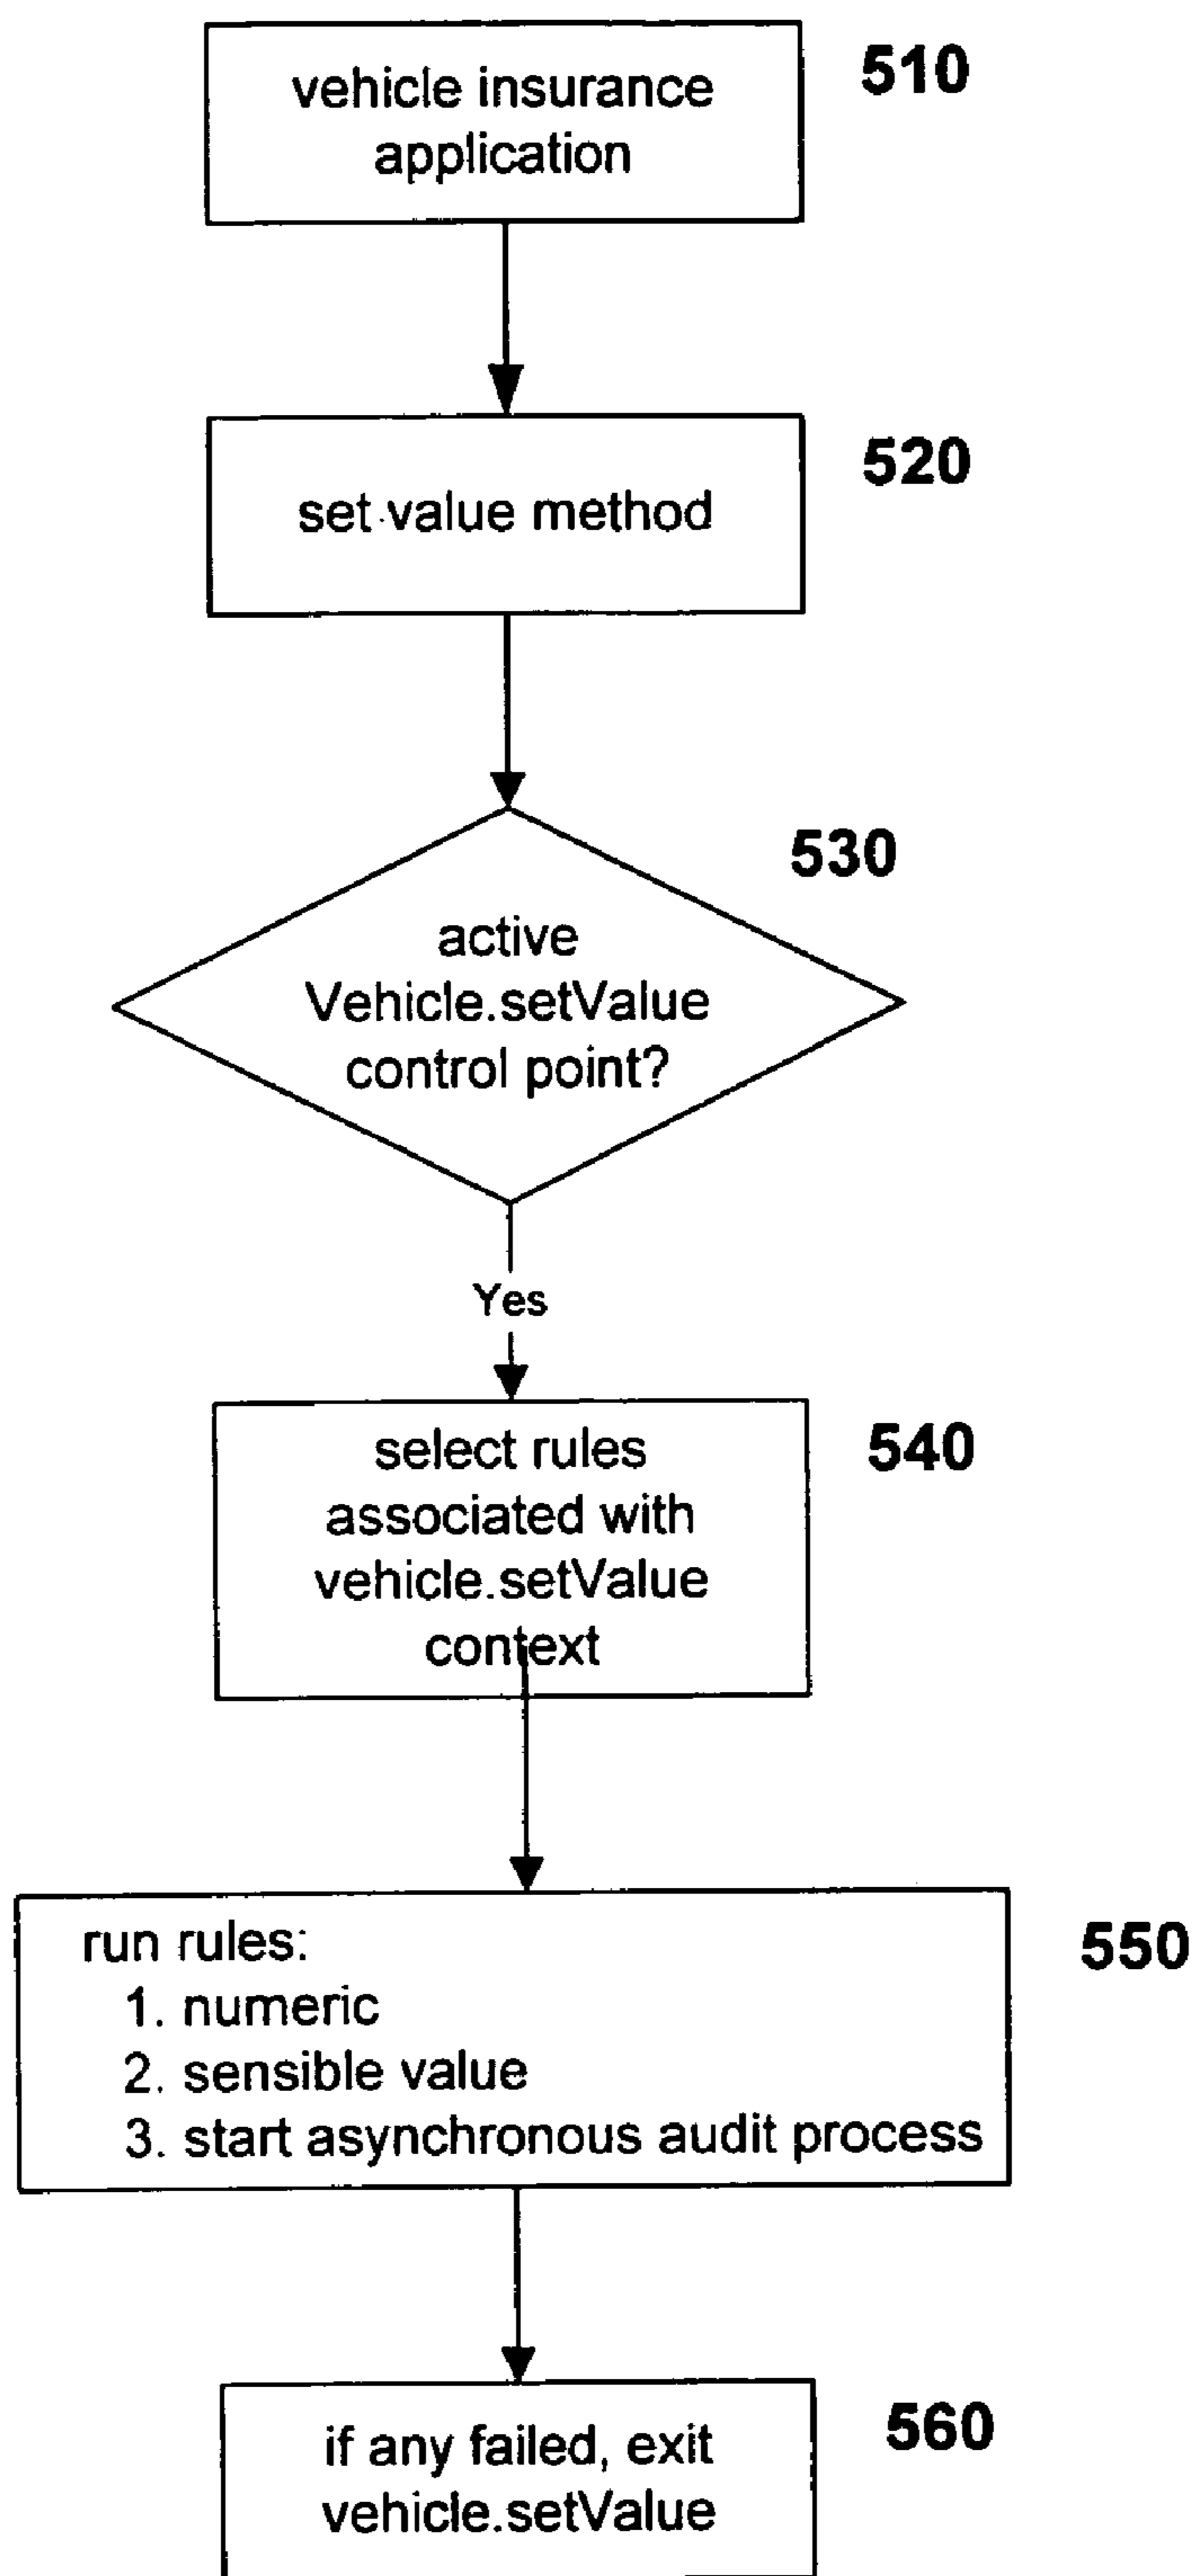 vehicle insurance
application
510
set value method
520
530
active
Vehicle.setValue
control point?
Yes
select rules
associated with
vehicle.setValue
context
540
run rules:
1. numeric
2. sensible value
3. start asynchronous audit process
550
if any failed, exit
vehicle.setValue
560